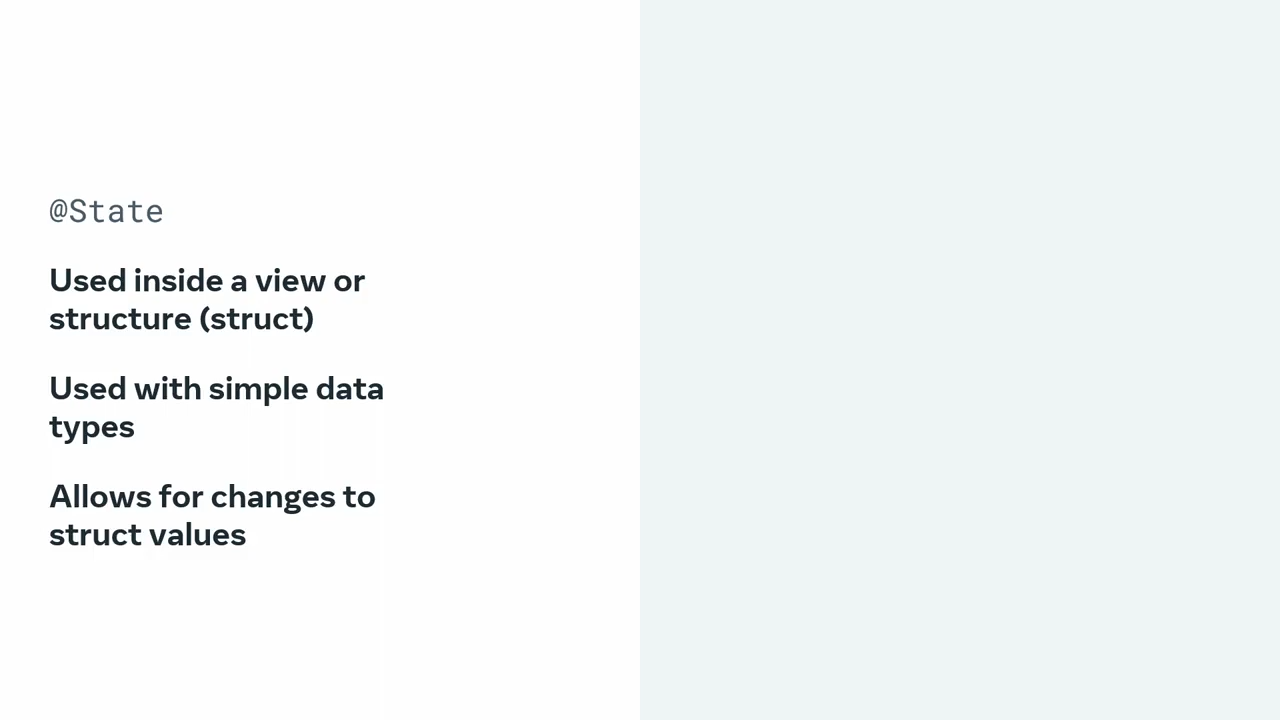 @State
Used inside a view or
structure (struct)
Used with simple data
types
Allows for changes to
struct values